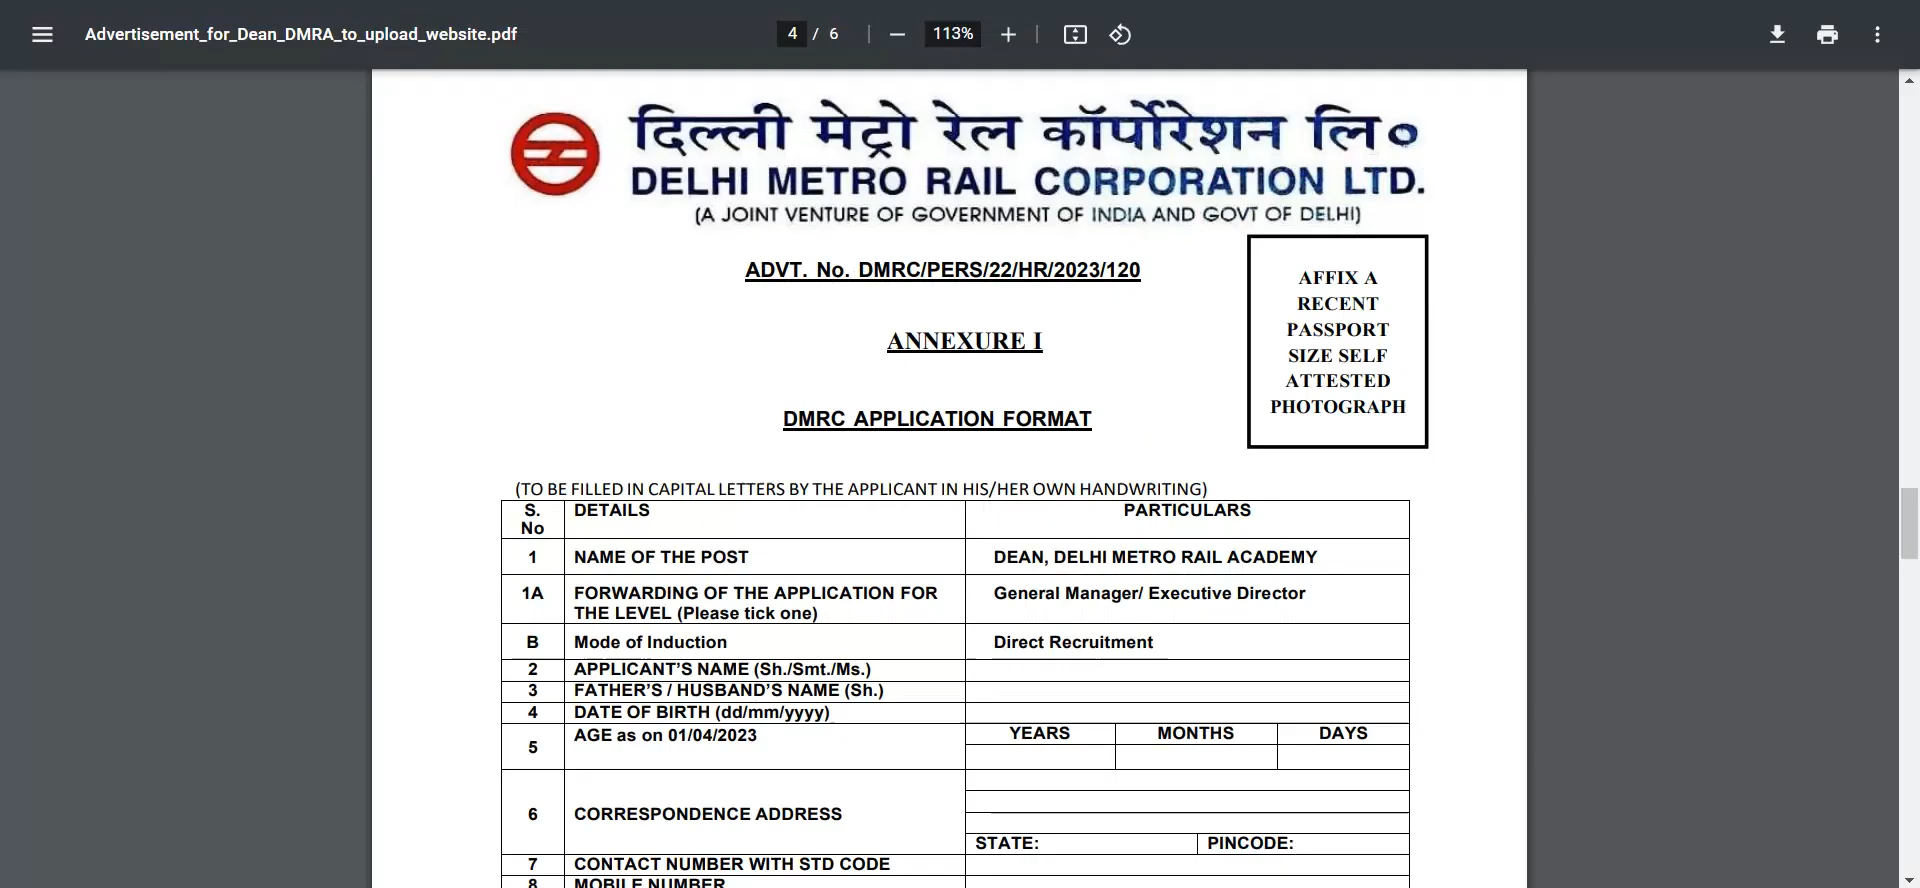 Advertisement_for_Dean_DMRA_to_upload_website.pdf
4 / 6
113%
दिल्ली मेट्रो रेल कॉर्पोरेशन लि०
DELHI METRO RAIL CORPORATION LTD.
(A JOINT VENTURE OF GOVERNMENT OF INDIA AND GOVT OF DELHI)
ADVT. No. DMRC/PERS/22/HR/2023/120
AFFIX A
RECENT
PASSPORT
SIZE SELF
ATTESTED
PHOTOGRAPH
ANNEXURE I
DMRC APPLICATION FORMAT
(TO BE FILLED IN CAPITAL LETTERS BY THE APPLICANT IN HIS/HER OWN HANDWRITING)
S. No DETAILS PARTICULARS
1 NAME OF THE POST DEAN, DELHI METRO RAIL ACADEMY
1A FORWARDING OF THE APPLICATION FOR General Manager/ Executive Director
THE LEVEL (Please tick one)
B Mode of Induction Direct Recruitment
2 APPLICANT'S NAME (Sh./Smt./Ms.)
3 FATHER'S / HUSBAND'S NAME (Sh.)
4 DATE OF BIRTH (dd/mm/yyyy)
5 AGE as on 01/04/2023 YEARS MONTHS DAYS
6 CORRESPONDENCE ADDRESS
STATE: PINCODE:
7 CONTACT NUMBER WITH STD CODE
8 MOBILE NUMBER